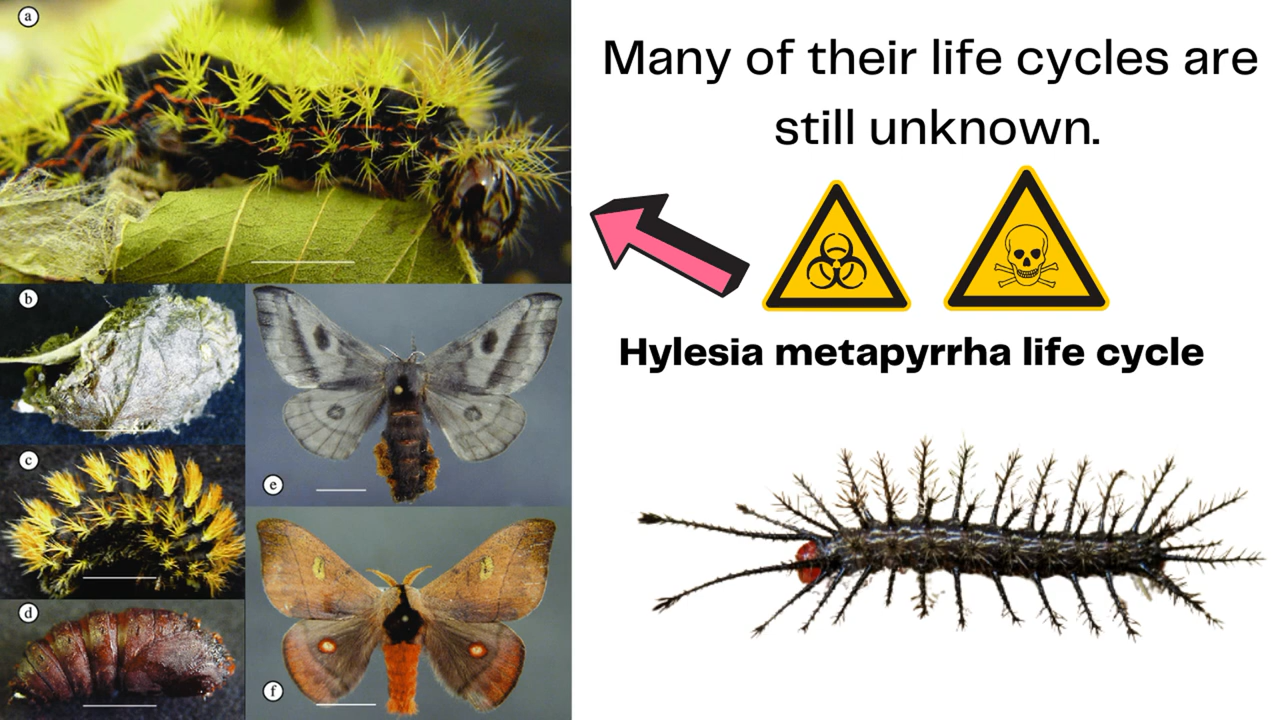 a
Many of their life cycles are
still unknown.
b
Hylesia metapyrrha life cycle
c
e
d
f